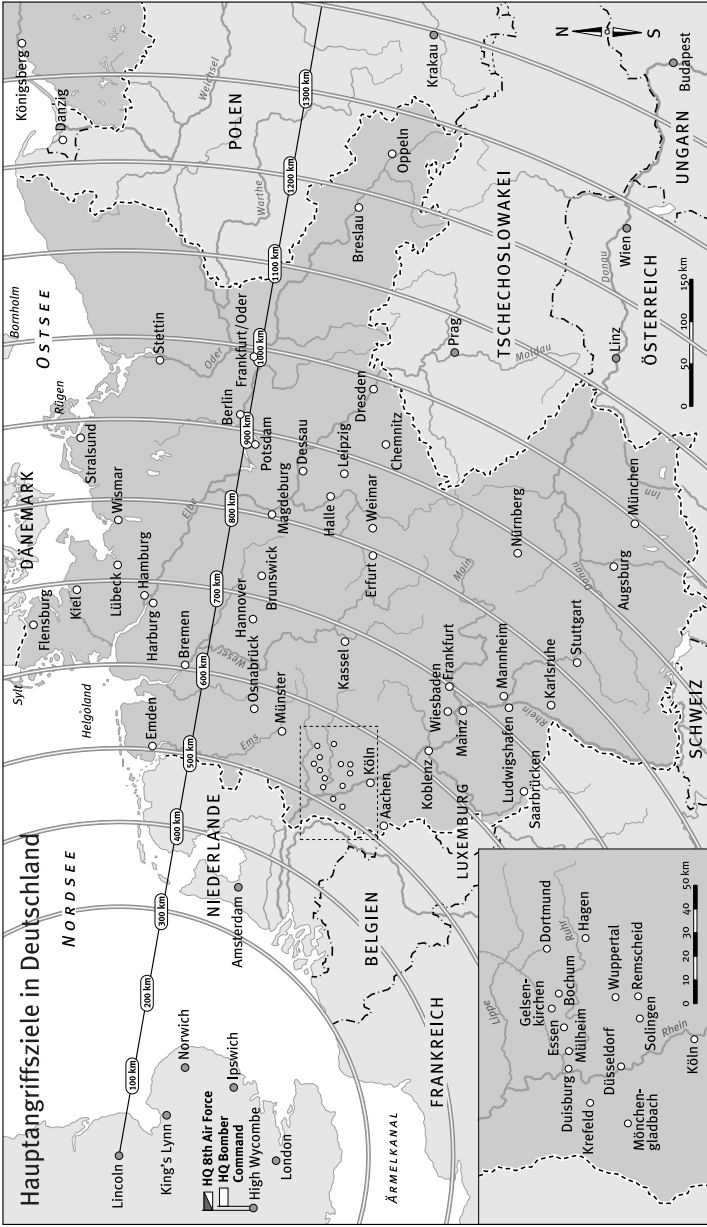 Hauptangriffsziele in Deutschland
NORDSEE
OSTSEE
DÄNEMARK
Sylt
Helgoland
Rügen
Bornholm
Flensburg
Kiel
Lübeck
Wismar
Stralsund
Stettin
Danzig
Königsberg
Hamburg
Harburg
Bremen
Emden
Elbe
Weser
Ems
Oder
Warthe
Weichsel
POLEN
100 km
200 km
300 km
400 km
500 km
600 km
700 km
800 km
900 km
1000 km
1100 km
1200 km
1300 km
Lincoln
King's Lynn
Norwich
Ipswich
HQ 8th Air Force
HQ Bomber
Command
High Wycombe
London
ÄRMELKANAL
NIEDERLANDE
Amsterdam
BELGIEN
FRANKREICH
LUXEMBURG
Osnabrück
Münster
Hannover
Brunswick
Magdeburg
Potsdam
Berlin
Frankfurt/Oder
Dessau
Halle
Leipzig
Dresden
Chemnitz
Weimar
Erfurt
Kassel
Köln
Aachen
Koblenz
Wiesbaden
Frankfurt
Mainz
Mannheim
Ludwigshafen
Saarbrücken
Karlsruhe
Stuttgart
Nürnberg
Augsburg
München
Main
Rhein
Donau
Inn
SCHWEIZ
Breslau
Oppeln
Krakau
TSCHECHOSLOWAKEI
Prag
Moldau
Linz
Donau
Wien
ÖSTERREICH
UNGARN
Budapest
N
S
0
50
100
150 km
Lippe
Dortmund
Gelsen-
kirchen
Bochum
Essen
Mülheim
Duisburg
Ruhr
Hagen
Krefeld
Düsseldorf
Wuppertal
Remscheid
Solingen
Mönchen-
gladbach
Rhein
Köln
0
10
20
30
40
50 km